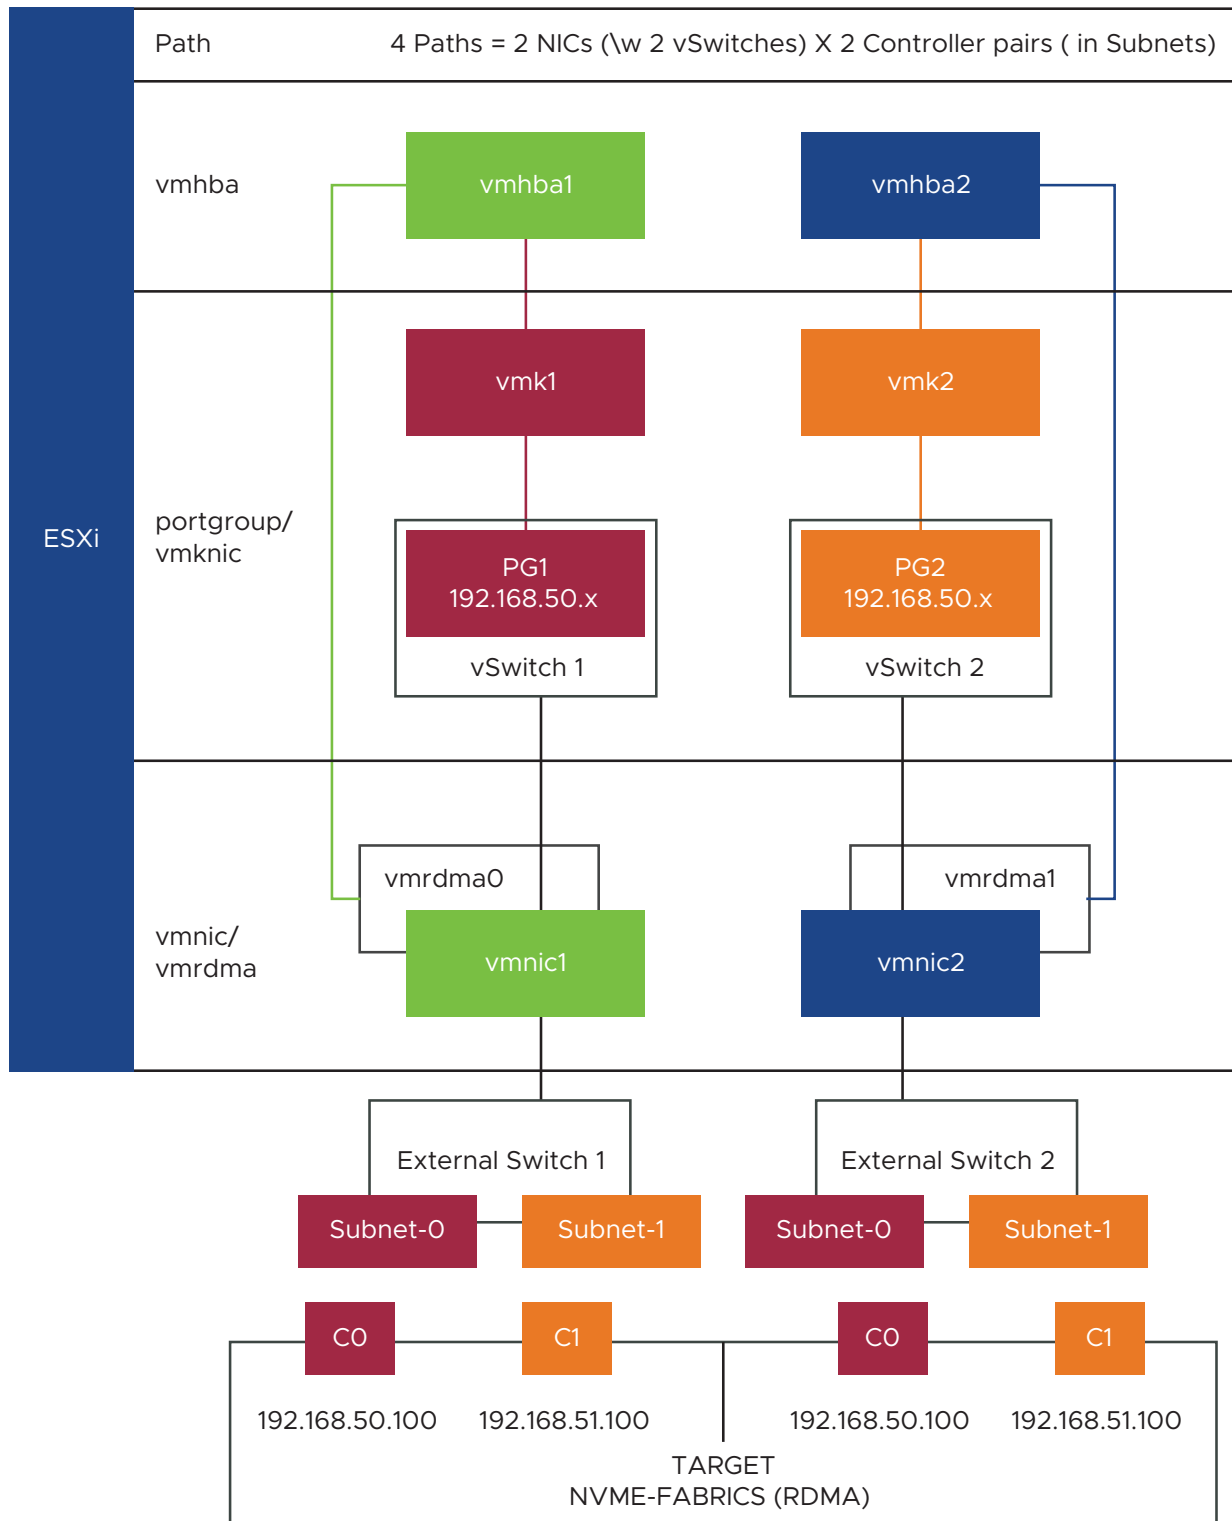 Path
4 Paths = 2 NICs (\w 2 vSwitches) X 2 Controller pairs ( in Subnets)
ESXi
vmhba
vmhba1
vmhba2
vmk1
vmk2
portgroup/
vmknic
PG1
192.168.50.x
vSwitch 1
PG2
192.168.50.x
vSwitch 2
vmnic/
vmrdma
vmrdma0
vmnic1
vmrdma1
vmnic2
External Switch 1
External Switch 2
Subnet-0
Subnet-1
Subnet-0
Subnet-1
C0
C1
C0
C1
192.168.50.100
192.168.51.100
192.168.50.100
192.168.51.100
TARGET
NVME-FABRICS (RDMA)